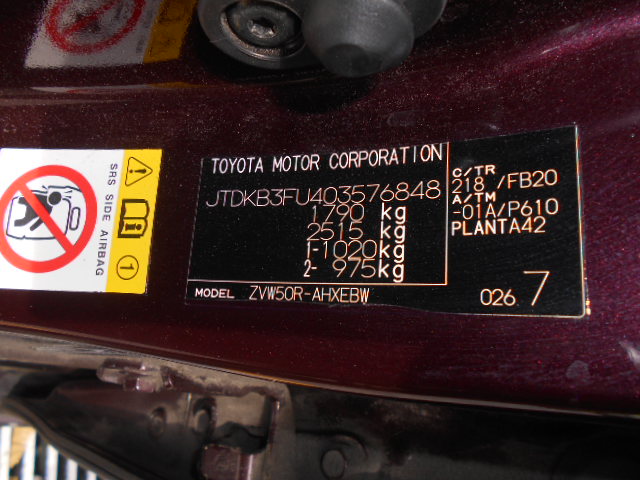 TOYOTA MOTOR CORPORATION
JTDKB3FU403576848
1790 kg
2515 kg
1-1020kg
2- 975kg
C/TR
218 /FB20
A/TM
-01A/P610
PLANTA42
MODEL ZVW50R-AHXEBW
026 7
SRS SIDE AIRBAG
1